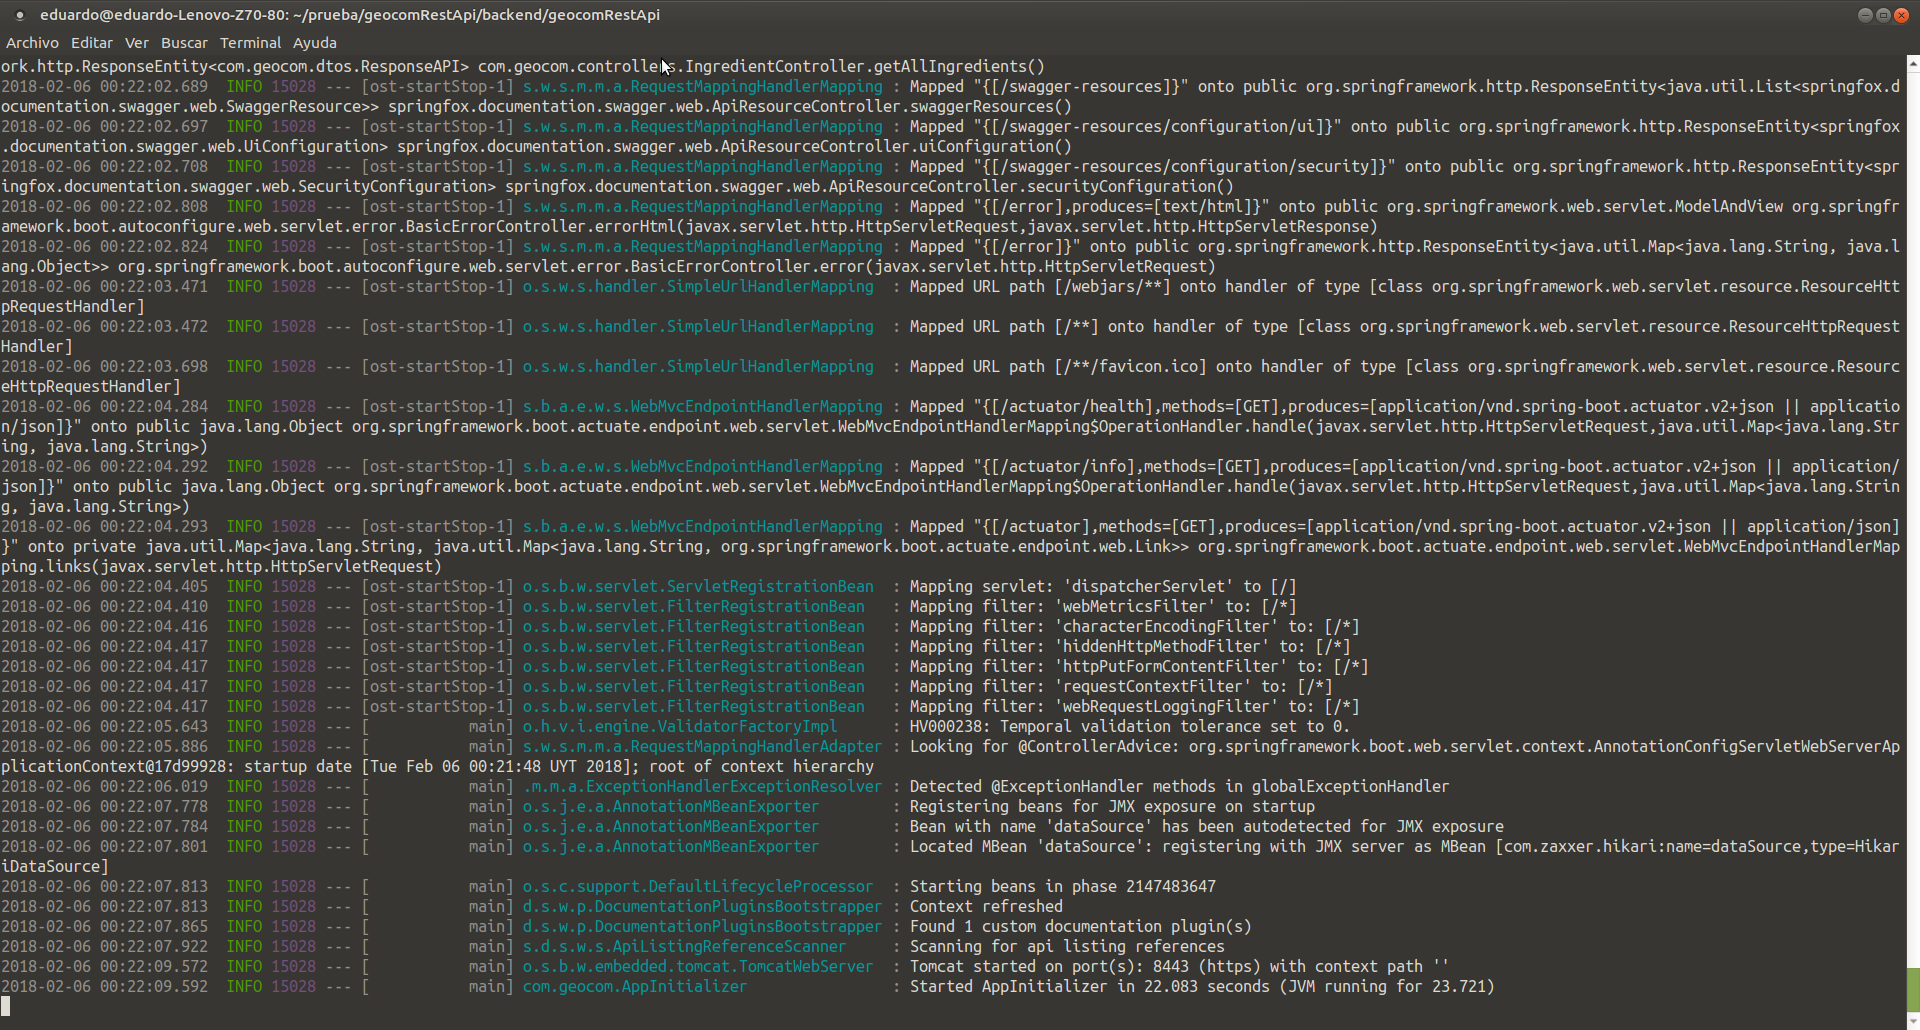 eduardo@eduardo-Lenovo-Z70-80: ~/prueba/geocomRestApi/backend/geocomRestApi
Archivo Editar Ver Buscar Terminal Ayuda
ork.http.ResponseEntity<com.geocom.dtos.ResponseAPI> com.geocom.controllers.IngredientController.getAllIngredients()
2018-02-06 00:22:02.689  INFO 15028 --- [ost-startStop-1] s.w.s.m.m.a.RequestMappingHandlerMapping : Mapped "{[/swagger-resources]}" onto public org.springframework.http.ResponseEntity<java.util.List<springfox.d
ocumentation.swagger.web.SwaggerResource>> springfox.documentation.swagger.web.ApiResourceController.swaggerResources()
2018-02-06 00:22:02.697  INFO 15028 --- [ost-startStop-1] s.w.s.m.m.a.RequestMappingHandlerMapping : Mapped "{[/swagger-resources/configuration/ui]}" onto public org.springframework.http.ResponseEntity<springfox
.documentation.swagger.web.UiConfiguration> springfox.documentation.swagger.web.ApiResourceController.uiConfiguration()
2018-02-06 00:22:02.708  INFO 15028 --- [ost-startStop-1] s.w.s.m.m.a.RequestMappingHandlerMapping : Mapped "{[/swagger-resources/configuration/security]}" onto public org.springframework.http.ResponseEntity<spr
ingfox.documentation.swagger.web.SecurityConfiguration> springfox.documentation.swagger.web.ApiResourceController.securityConfiguration()
2018-02-06 00:22:02.808  INFO 15028 --- [ost-startStop-1] s.w.s.m.m.a.RequestMappingHandlerMapping : Mapped "{[/error],produces=[text/html]}" onto public org.springframework.web.servlet.ModelAndView org.springfr
amework.boot.autoconfigure.web.servlet.error.BasicErrorController.errorHtml(javax.servlet.http.HttpServletRequest,javax.servlet.http.HttpServletResponse)
2018-02-06 00:22:02.824  INFO 15028 --- [ost-startStop-1] s.w.s.m.m.a.RequestMappingHandlerMapping : Mapped "{[/error]}" onto public org.springframework.http.ResponseEntity<java.util.Map<java.lang.String, java.l
ang.Object>> org.springframework.boot.autoconfigure.web.servlet.error.BasicErrorController.error(javax.servlet.http.HttpServletRequest)
2018-02-06 00:22:03.471  INFO 15028 --- [ost-startStop-1] o.s.w.s.handler.SimpleUrlHandlerMapping  : Mapped URL path [/webjars/**] onto handler of type [class org.springframework.web.servlet.resource.ResourceHtt
pRequestHandler]
2018-02-06 00:22:03.472  INFO 15028 --- [ost-startStop-1] o.s.w.s.handler.SimpleUrlHandlerMapping  : Mapped URL path [/**] onto handler of type [class org.springframework.web.servlet.resource.ResourceHttpRequest
Handler]
2018-02-06 00:22:03.698  INFO 15028 --- [ost-startStop-1] o.s.w.s.handler.SimpleUrlHandlerMapping  : Mapped URL path [/**/favicon.ico] onto handler of type [class org.springframework.web.servlet.resource.Resourc
eHttpRequestHandler]
2018-02-06 00:22:04.284  INFO 15028 --- [ost-startStop-1] s.b.a.e.w.s.WebMvcEndpointHandlerMapping : Mapped "{[/actuator/health],methods=[GET],produces=[application/vnd.spring-boot.actuator.v2+json || applicatio
n/json]}" onto public java.lang.Object org.springframework.boot.actuate.endpoint.web.servlet.WebMvcEndpointHandlerMapping$OperationHandler.handle(javax.servlet.http.HttpServletRequest,java.util.Map<java.lang.Str
ing, java.lang.String>)
2018-02-06 00:22:04.292  INFO 15028 --- [ost-startStop-1] s.b.a.e.w.s.WebMvcEndpointHandlerMapping : Mapped "{[/actuator/info],methods=[GET],produces=[application/vnd.spring-boot.actuator.v2+json || application/
json]}" onto public java.lang.Object org.springframework.boot.actuate.endpoint.web.servlet.WebMvcEndpointHandlerMapping$OperationHandler.handle(javax.servlet.http.HttpServletRequest,java.util.Map<java.lang.Strin
g, java.lang.String>)
2018-02-06 00:22:04.293  INFO 15028 --- [ost-startStop-1] s.b.a.e.w.s.WebMvcEndpointHandlerMapping : Mapped "{[/actuator],methods=[GET],produces=[application/vnd.spring-boot.actuator.v2+json || application/json]
}" onto private java.util.Map<java.lang.String, java.util.Map<java.lang.String, org.springframework.boot.actuate.endpoint.web.Link>> org.springframework.boot.actuate.endpoint.web.servlet.WebMvcEndpointHandlerMap
ping.links(javax.servlet.http.HttpServletRequest)
2018-02-06 00:22:04.405  INFO 15028 --- [ost-startStop-1] o.s.b.w.servlet.ServletRegistrationBean  : Mapping servlet: 'dispatcherServlet' to [/]
2018-02-06 00:22:04.410  INFO 15028 --- [ost-startStop-1] o.s.b.w.servlet.FilterRegistrationBean   : Mapping filter: 'webMetricsFilter' to: [/*]
2018-02-06 00:22:04.416  INFO 15028 --- [ost-startStop-1] o.s.b.w.servlet.FilterRegistrationBean   : Mapping filter: 'characterEncodingFilter' to: [/*]
2018-02-06 00:22:04.417  INFO 15028 --- [ost-startStop-1] o.s.b.w.servlet.FilterRegistrationBean   : Mapping filter: 'hiddenHttpMethodFilter' to: [/*]
2018-02-06 00:22:04.417  INFO 15028 --- [ost-startStop-1] o.s.b.w.servlet.FilterRegistrationBean   : Mapping filter: 'httpPutFormContentFilter' to: [/*]
2018-02-06 00:22:04.417  INFO 15028 --- [ost-startStop-1] o.s.b.w.servlet.FilterRegistrationBean   : Mapping filter: 'requestContextFilter' to: [/*]
2018-02-06 00:22:04.417  INFO 15028 --- [ost-startStop-1] o.s.b.w.servlet.FilterRegistrationBean   : Mapping filter: 'webRequestLoggingFilter' to: [/*]
2018-02-06 00:22:05.643  INFO 15028 --- [           main] o.h.v.i.engine.ValidatorFactoryImpl      : HV000238: Temporal validation tolerance set to 0.
2018-02-06 00:22:05.886  INFO 15028 --- [           main] s.w.s.m.m.a.RequestMappingHandlerAdapter : Looking for @ControllerAdvice: org.springframework.boot.web.servlet.context.AnnotationConfigServletWebServerAp
plicationContext@17d99928: startup date [Tue Feb 06 00:21:48 UYT 2018]; root of context hierarchy
2018-02-06 00:22:06.019  INFO 15028 --- [           main] .m.m.a.ExceptionHandlerExceptionResolver : Detected @ExceptionHandler methods in globalExceptionHandler
2018-02-06 00:22:07.778  INFO 15028 --- [           main] o.s.j.e.a.AnnotationMBeanExporter        : Registering beans for JMX exposure on startup
2018-02-06 00:22:07.784  INFO 15028 --- [           main] o.s.j.e.a.AnnotationMBeanExporter        : Bean with name 'dataSource' has been autodetected for JMX exposure
2018-02-06 00:22:07.801  INFO 15028 --- [           main] o.s.j.e.a.AnnotationMBeanExporter        : Located MBean 'dataSource': registering with JMX server as MBean [com.zaxxer.hikari:name=dataSource,type=Hikar
iDataSource]
2018-02-06 00:22:07.813  INFO 15028 --- [           main] o.s.c.support.DefaultLifecycleProcessor  : Starting beans in phase 2147483647
2018-02-06 00:22:07.813  INFO 15028 --- [           main] d.s.w.p.DocumentationPluginsBootstrapper : Context refreshed
2018-02-06 00:22:07.865  INFO 15028 --- [           main] d.s.w.p.DocumentationPluginsBootstrapper : Found 1 custom documentation plugin(s)
2018-02-06 00:22:07.922  INFO 15028 --- [           main] s.d.s.w.s.ApiListingReferenceScanner     : Scanning for api listing references
2018-02-06 00:22:09.572  INFO 15028 --- [           main] o.s.b.w.embedded.tomcat.TomcatWebServer  : Tomcat started on port(s): 8443 (https) with context path ''
2018-02-06 00:22:09.592  INFO 15028 --- [           main] com.geocom.AppInitializer                : Started AppInitializer in 22.083 seconds (JVM running for 23.721)